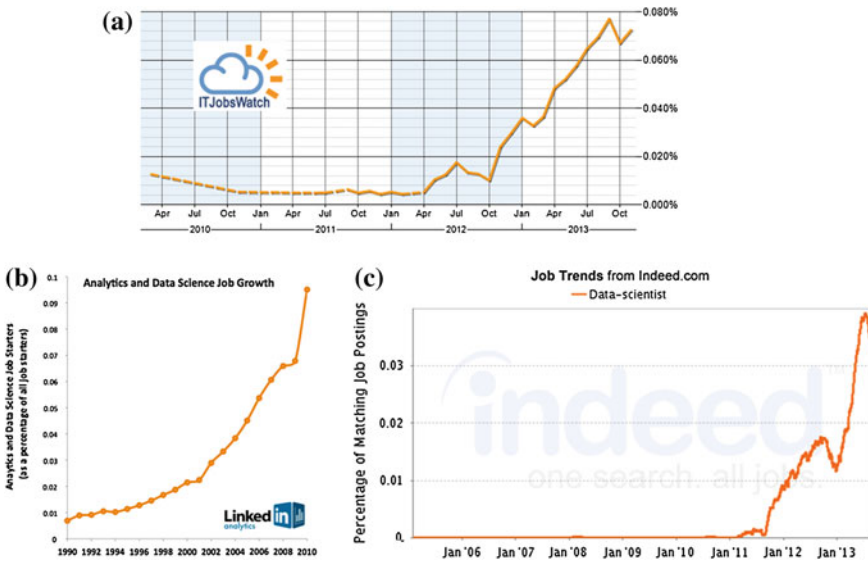 (a)
ITJobsWatch
0.080%
0.060%
0.040%
0.020%
0.000%
Apr Jul Oct Jan Apr Jul Oct Jan Apr Jul Oct Jan Apr Jul Oct
2010 2011 2012 2013
(b)
Analytics and Data Science Job Growth
Anaytics and Data Science Job Starters
(as a percentage of all job starters)
0.1
0.09
0.08
0.07
0.06
0.05
0.04
0.03
0.02
0.01
0
1990 1992 1993 1994 1996 1998 2000 2001 2002 2004 2006 2008 2010
Linked in
analytics
(c)
Job Trends from Indeed.com
Data-scientist
Percentage of Matching Job Postings
0.03
0.02
0.01
0.
indeed™
one search. all jobs.
Jan'06 Jan'07 Jan'08 Jan'09 Jan'10 Jan'11 Jan'12 Jan'13